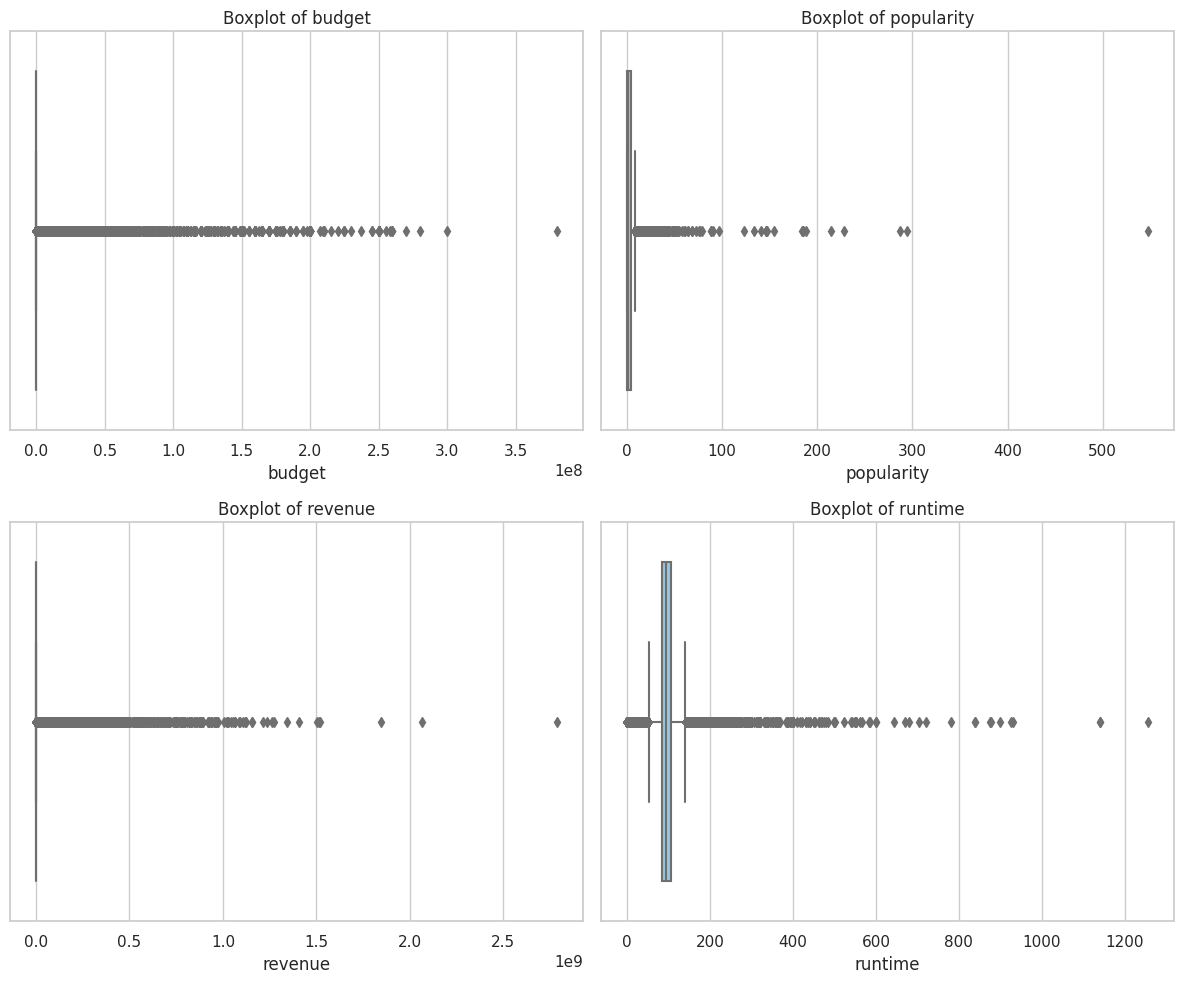 Boxplot of budget
0.0 0.5 1.0 1.5 2.0 2.5 3.0 3.5
1e8
budget
Boxplot of popularity
0 100 200 300 400 500
popularity
Boxplot of revenue
0.0 0.5 1.0 1.5 2.0 2.5
1e9
revenue
Boxplot of runtime
0 200 400 600 800 1000 1200
runtime